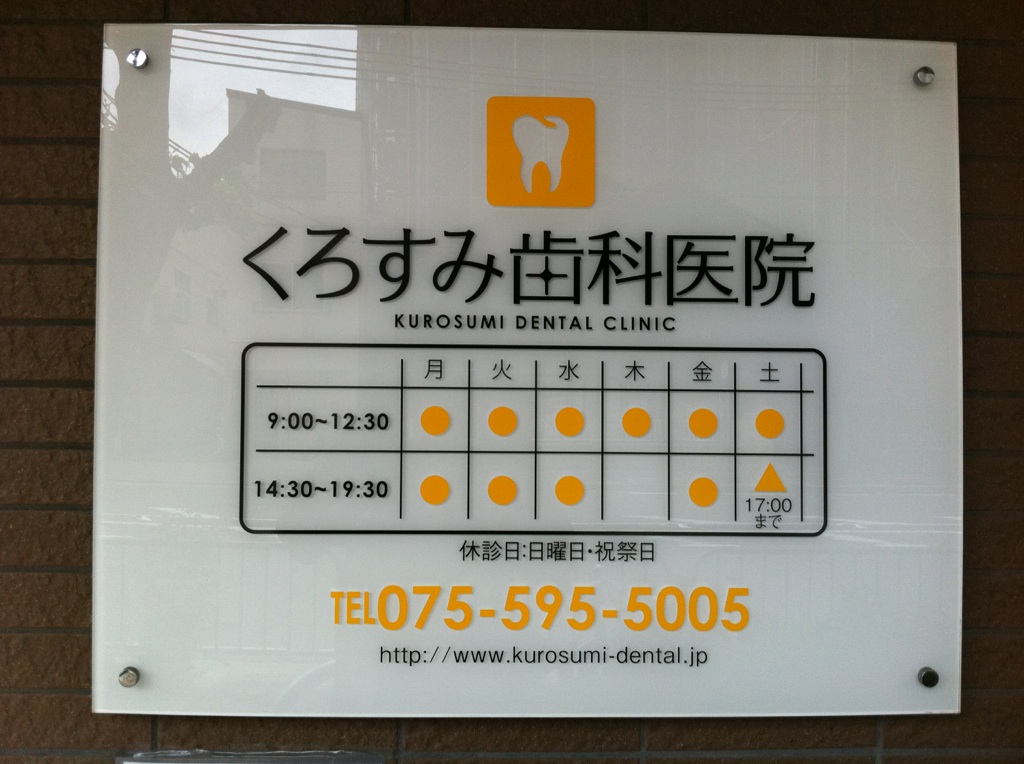 くろすみ歯科医院
KUROSUMI DENTAL CLINIC
月 火 水 木 金 土
9:00~12:30 ● ● ● ● ● ●
14:30~19:30 ● ● ● ● ▲
17:00
まで
休診日:日曜日・祝祭日
TEL075-595-5005
http://www.kurosumi-dental.jp